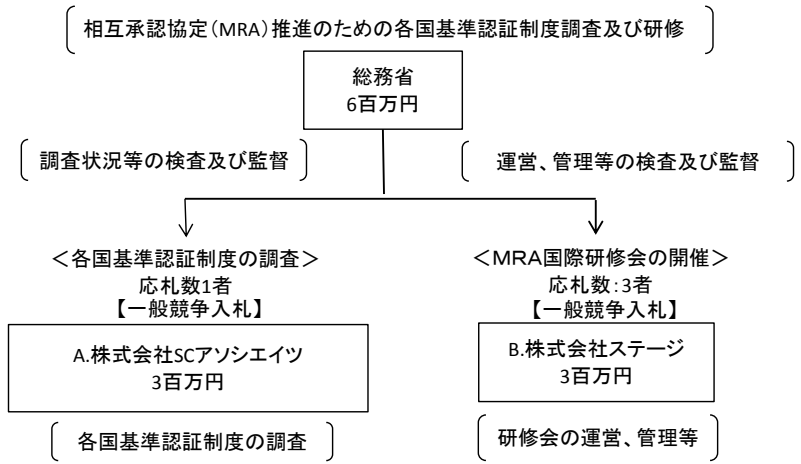 相互承認協定(MRA)推進のための各国基準認証制度調査及び研修
総務省
6百万円
調査状況等の検査及び監督
運営、管理等の検査及び監督
＜各国基準認証制度の調査＞
応札数1者
【一般競争入札】
A.株式会社SCアソシエイツ
3百万円
各国基準認証制度の調査
＜ＭＲＡ国際研修会の開催＞
応札数：3者
【一般競争入札】
B.株式会社ステージ
3百万円
研修会の運営、管理等